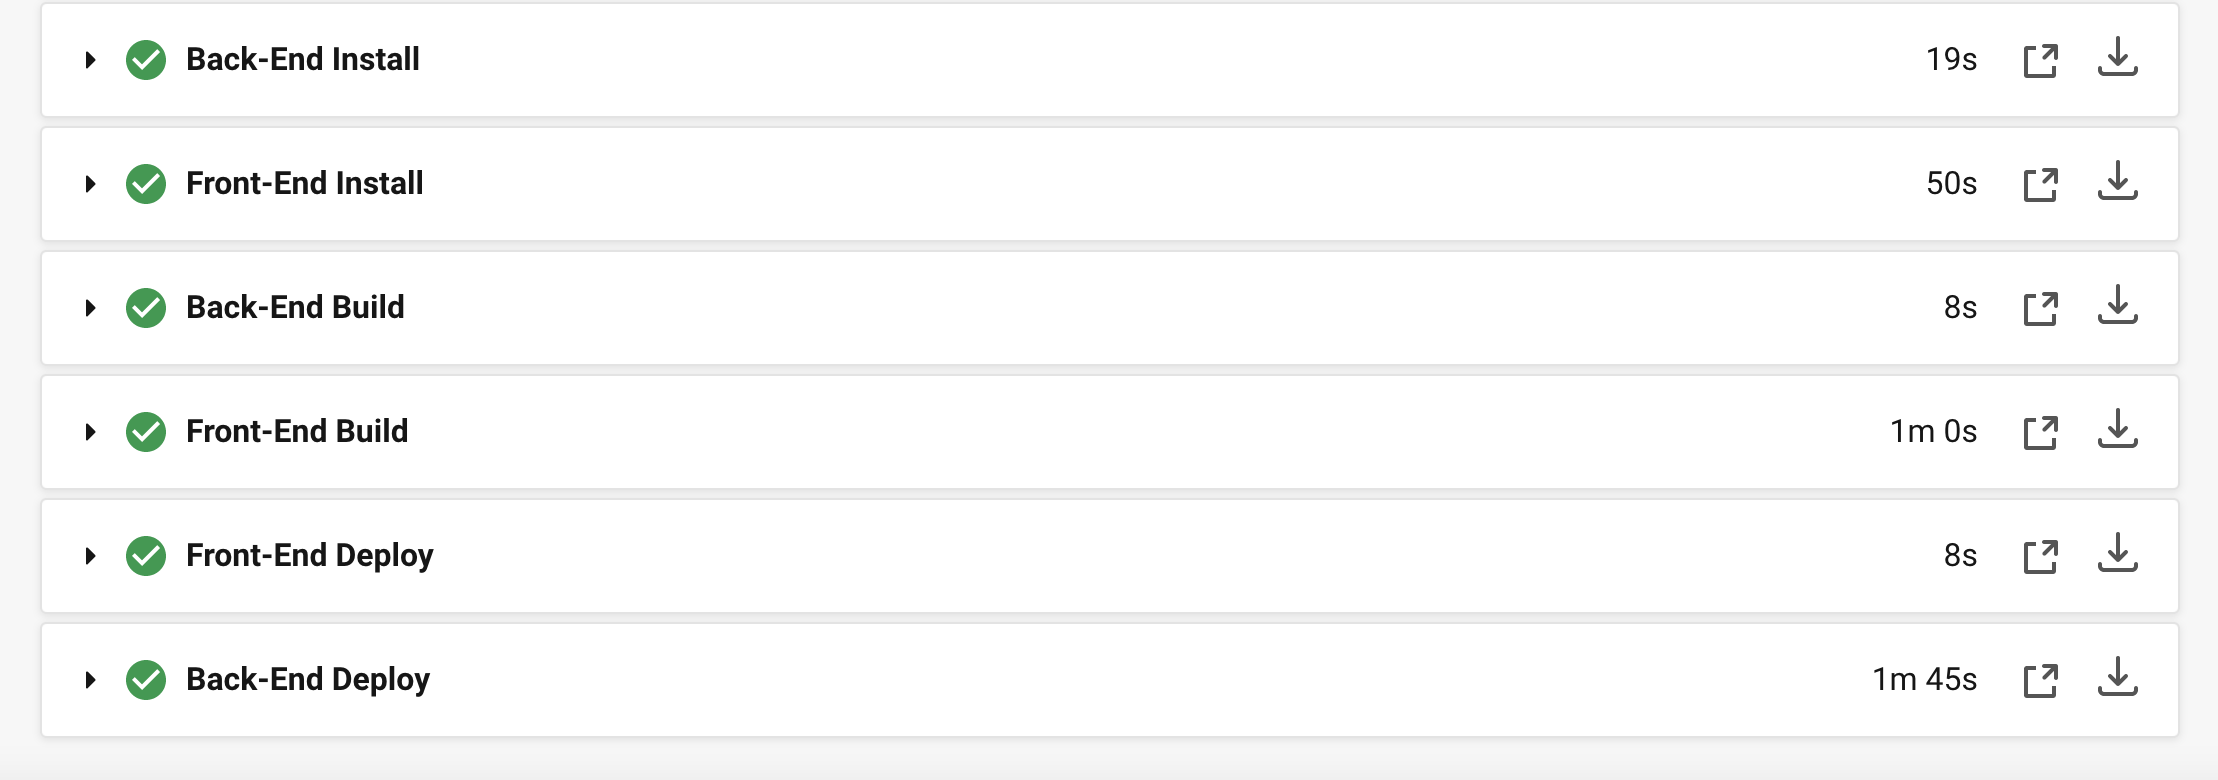 Back-End Install 19s
Front-End Install 50s
Back-End Build 8s
Front-End Build 1m 0s
Front-End Deploy 8s
Back-End Deploy 1m 45s